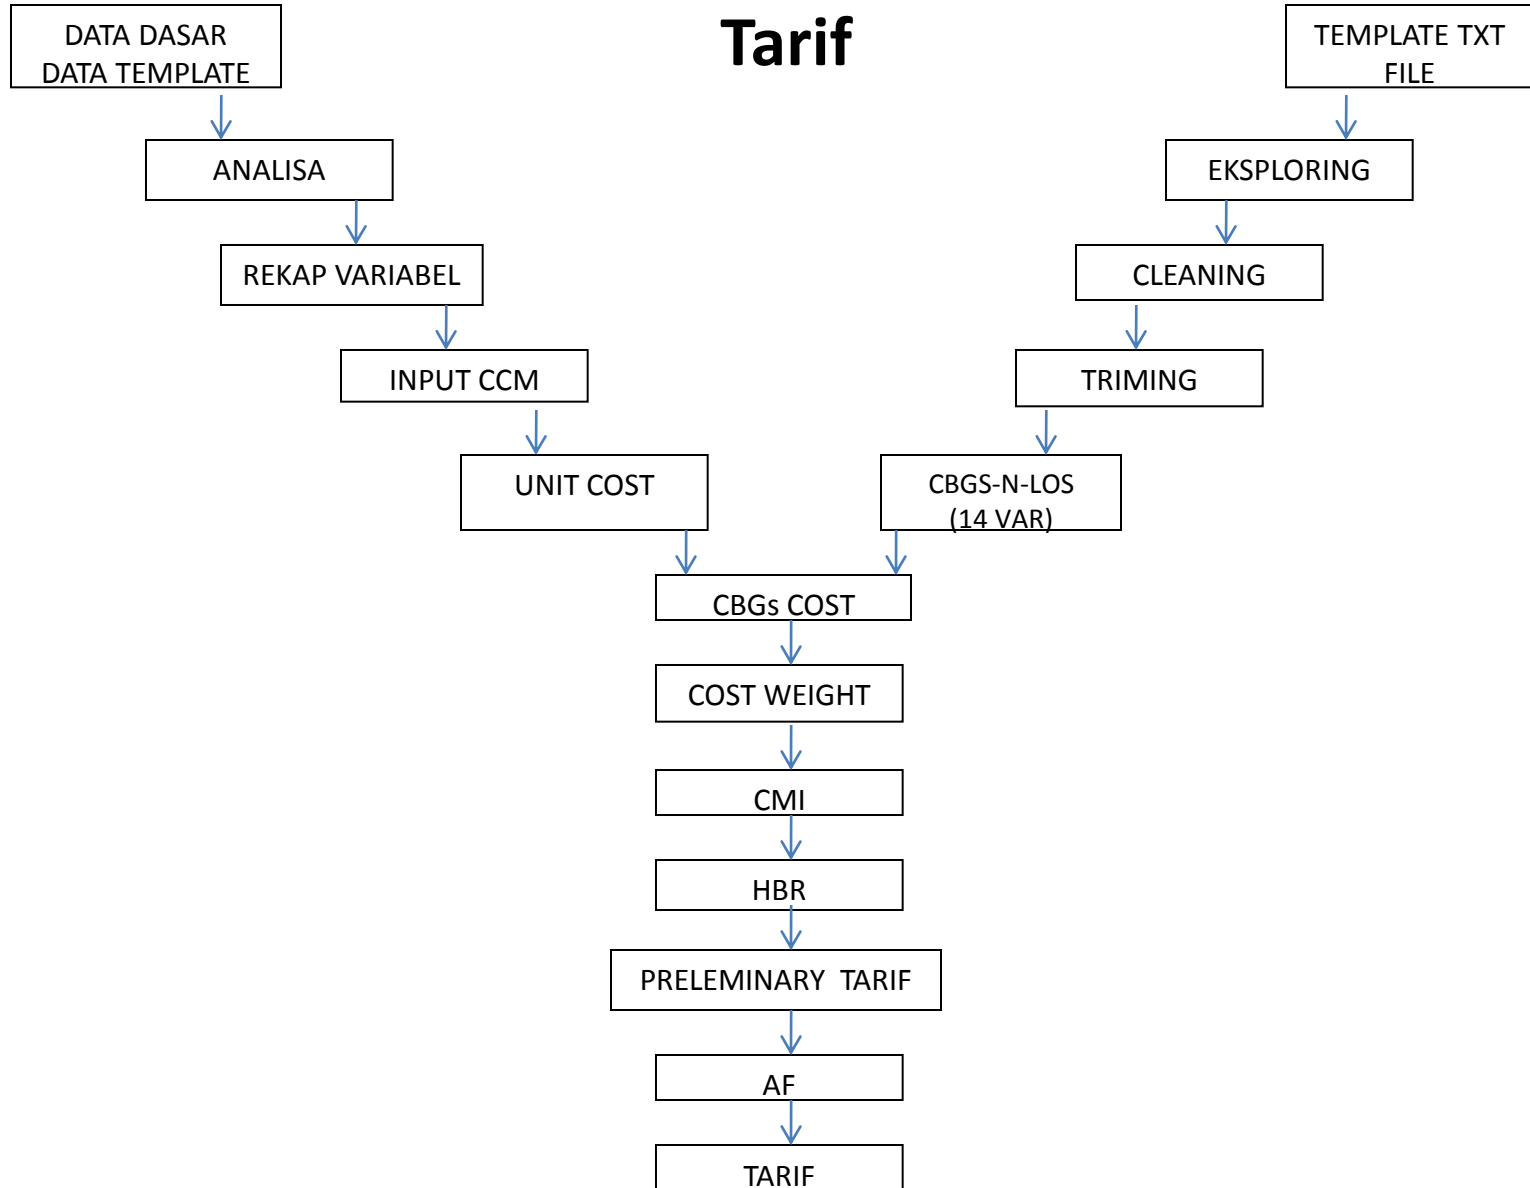 Tarif
DATA DASAR
DATA TEMPLATE
TEMPLATE TXT
FILE
ANALISA
EKSPLORING
REKAP VARIABEL
CLEANING
INPUT CCM
TRIMING
UNIT COST
CBGS-N-LOS
(14 VAR)
CBGs COST
COST WEIGHT
CMI
HBR
PRELEMINARY TARIF
AF
TARIF